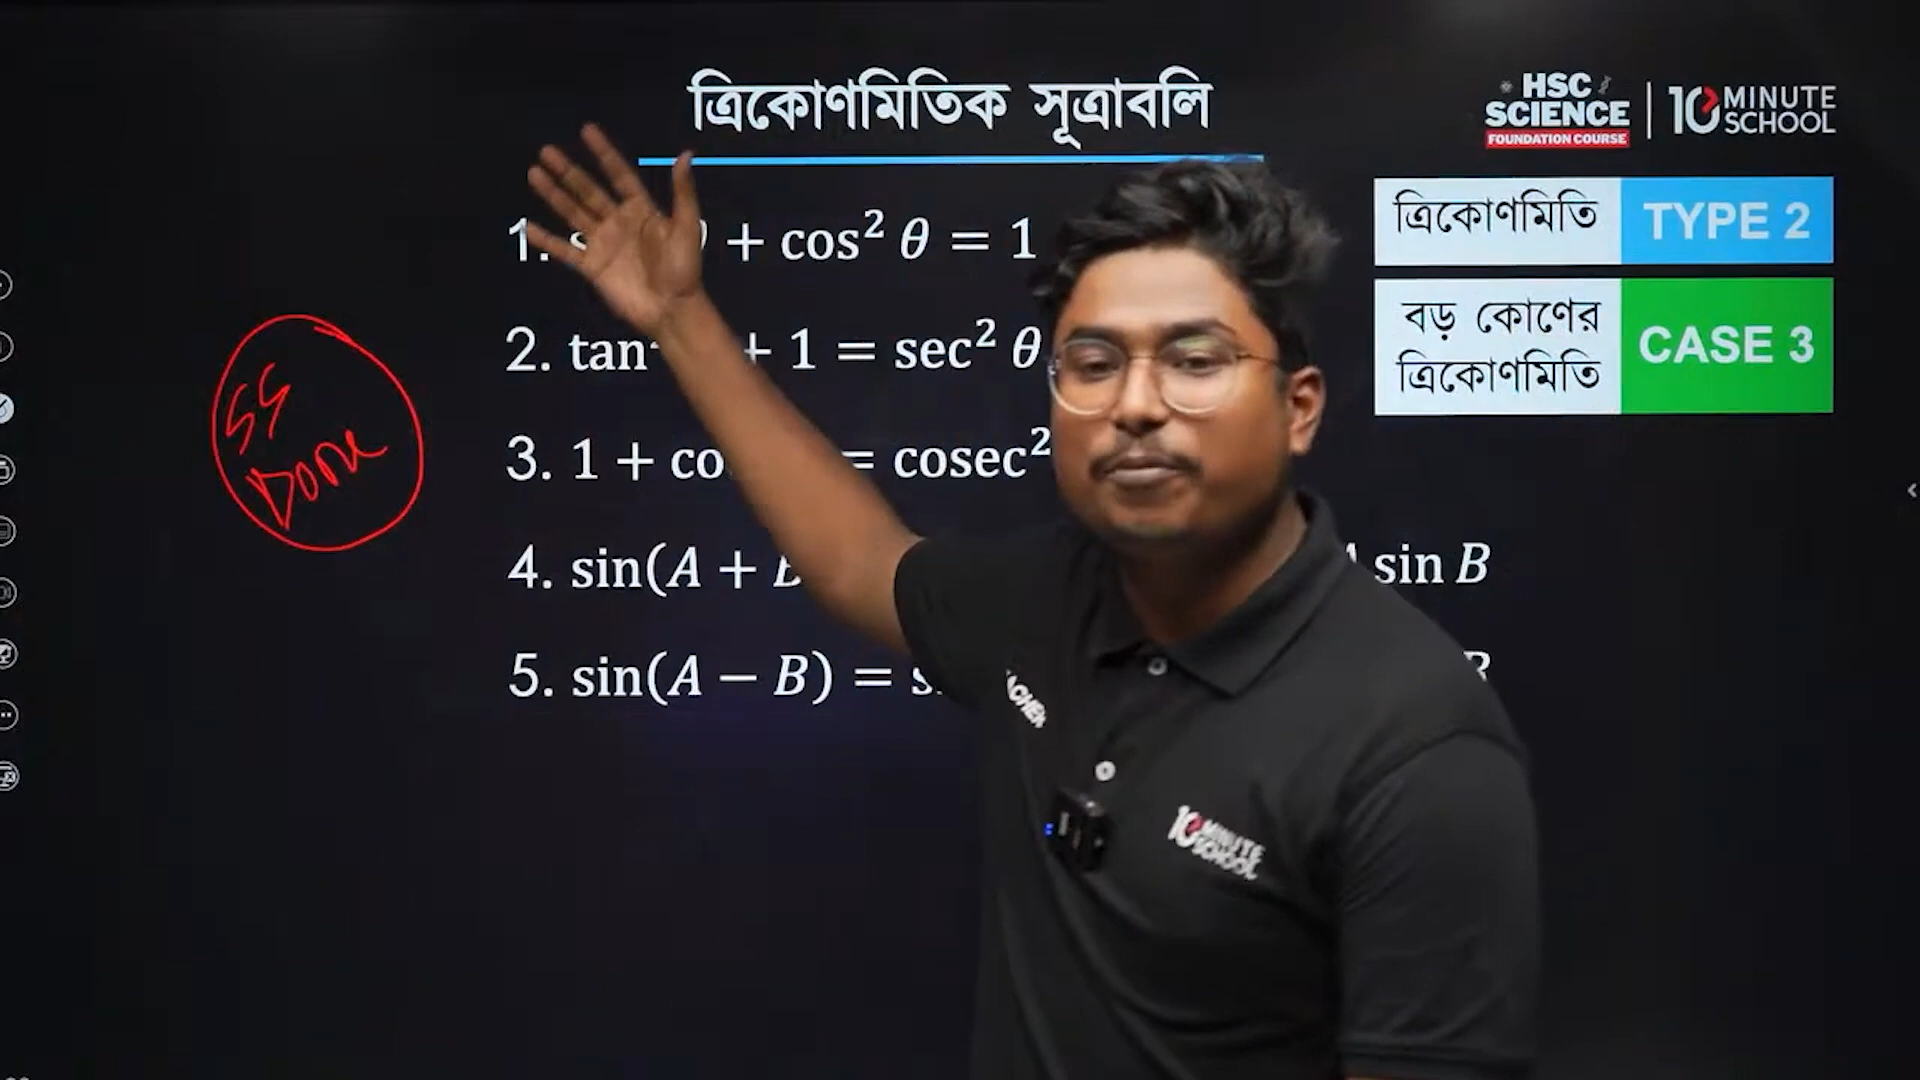 ত্রিকোণমিতিক সূত্রাবলি
HSC
SCIENCE
FOUNDATION COURSE
10 MINUTE
SCHOOL
ত্রিকোণমিতি TYPE 2
বড় কোণের
ত্রিকোণমিতি
CASE 3
1. + cos² θ = 1
2. tan + 1 = sec² θ
3. 1 + = cosec²
4. sin(A + sin B
5. sin(A − B) =
SS
Done
10 MINUTE
SCHOOL